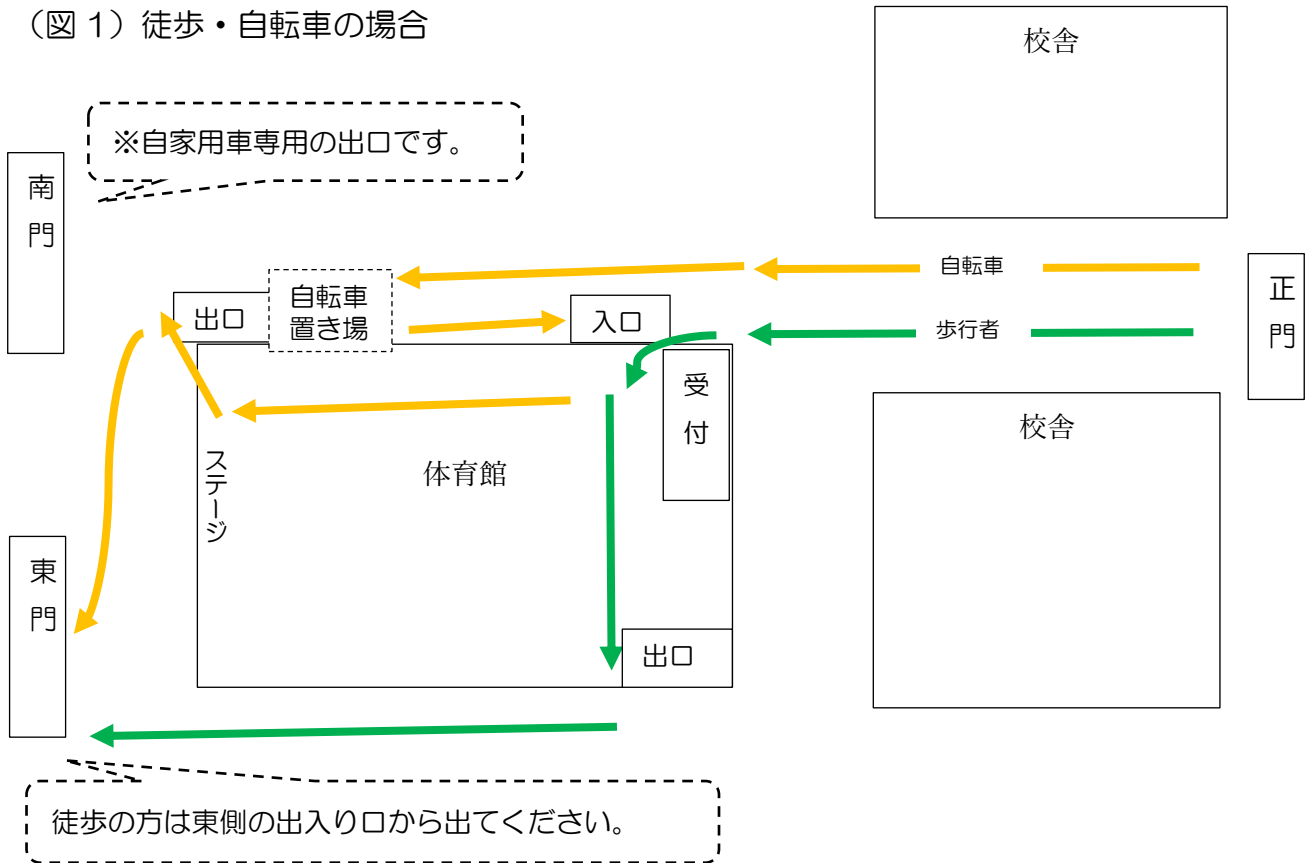 （図 1）徒歩・自転車の場合
校舎
※自家用車専用の出口です。
南門
自転車
正門
自転車
置き場
出口
入口
歩行者
受付
校舎
ステージ
体育館
東門
出口
徒歩の方は東側の出入り口から出てください。